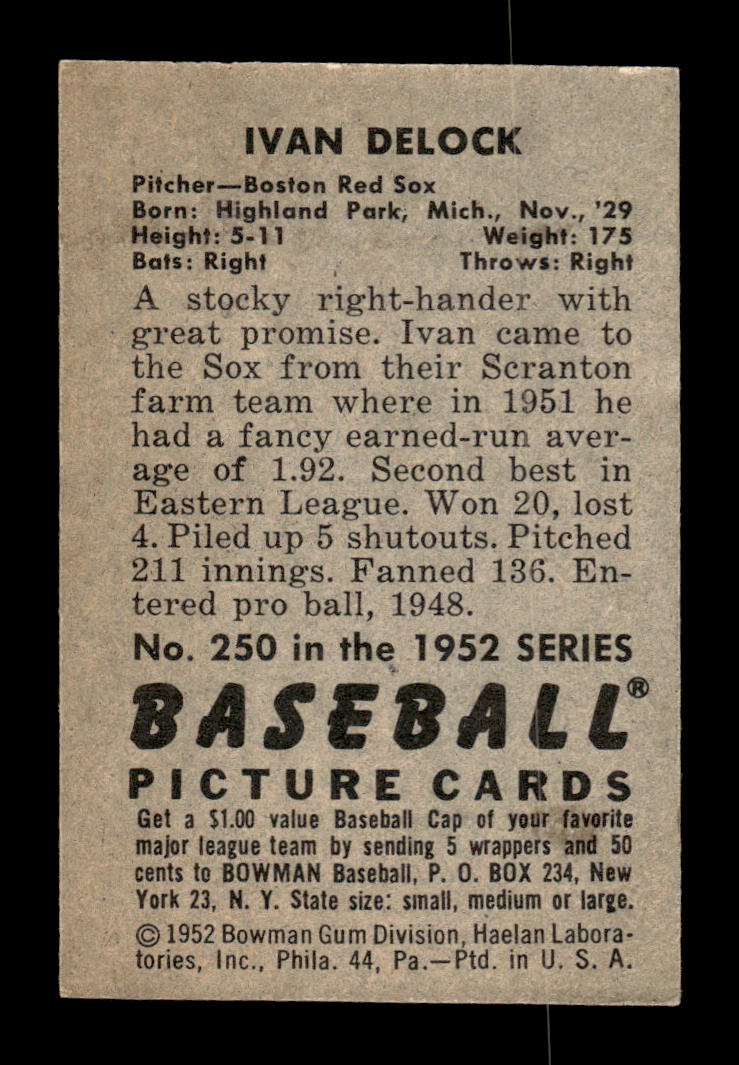 IVAN DELOCK
Pitcher—Boston Red Sox
Born: Highland Park, Mich., Nov., '29
Height: 5-11 Weight: 175
Bats: Right Throws: Right
A stocky right-hander with
great promise. Ivan came to
the Sox from their Scranton
farm team where in 1951 he
had a fancy earned-run aver-
age of 1.92. Second best in
Eastern League. Won 20, lost
4. Piled up 5 shutouts. Pitched
211 innings. Fanned 136. En-
tered pro ball, 1948.
No. 250 in the 1952 SERIES
BASEBALL®
PICTURE CARDS
Get a $1.00 value Baseball Cap of your favorite
major league team by sending 5 wrappers and 50
cents to BOWMAN Baseball, P. O. BOX 234, New
York 23, N. Y. State size: small, medium or large.
© 1952 Bowman Gum Division, Haelan Labora-
tories, Inc., Phila. 44, Pa.—Ptd. in U. S. A.